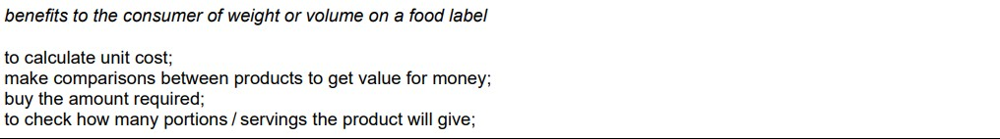 benefits to the consumer of weight or volume on a food label
to calculate unit cost;
make comparisons between products to get value for money;
buy the amount required;
to check how many portions / servings the product will give;